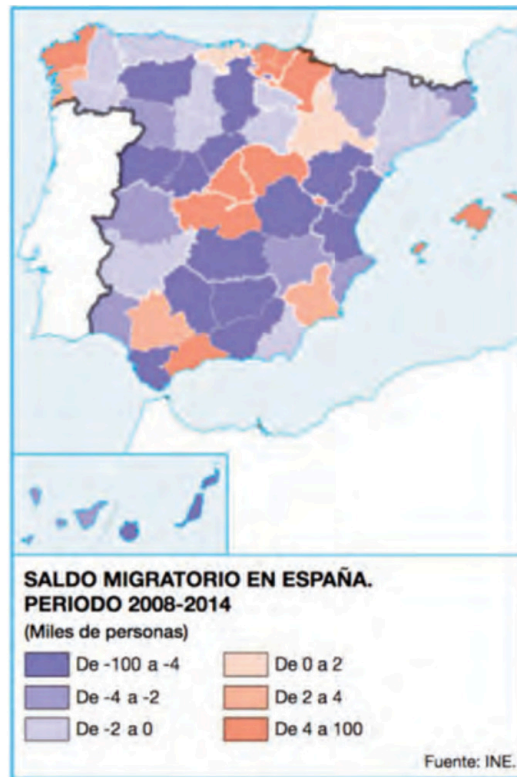 SALDO MIGRATORIO EN ESPAÑA.
PERIODO 2008-2014
(Miles de personas)
De -100 a -4
De -4 a -2
De -2 a 0
De 0 a 2
De 2 a 4
De 4 a 100
Fuente: INE.